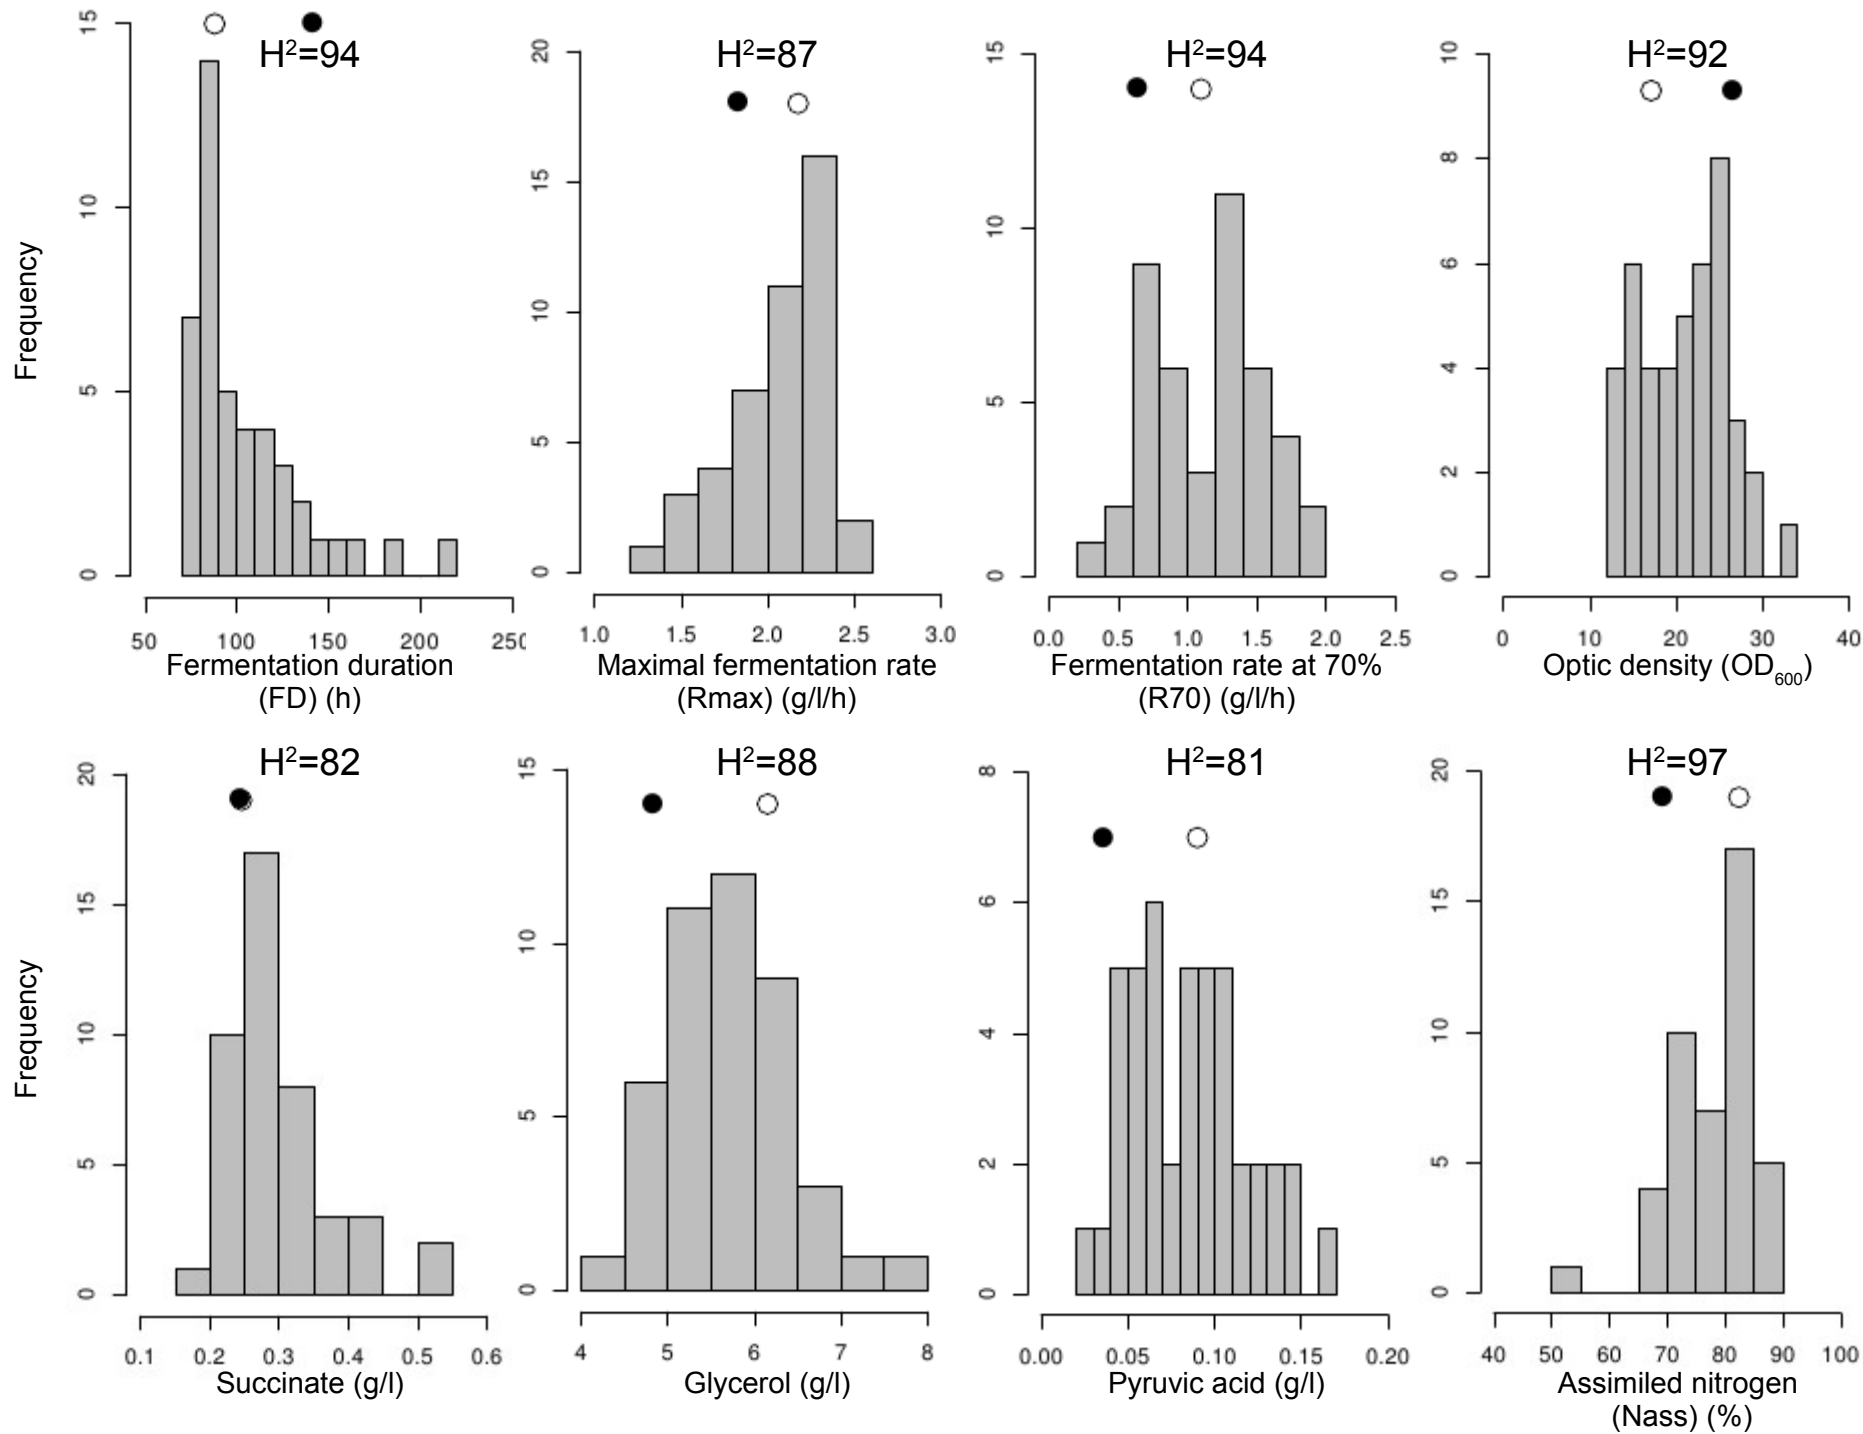 H²=94
H²=87
H²=94
H²=92
Frequency
0 5 10 15
0 5 10 15 20
0 5 10 15
0 2 4 6 8 10
50 100 150 200 250
1.0 1.5 2.0 2.5 3.0
0.0 0.5 1.0 1.5 2.0 2.5
0 10 20 30 40
Fermentation duration
(FD) (h)
Maximal fermentation rate
(Rmax) (g/l/h)
Fermentation rate at 70%
(R70) (g/l/h)
Optic density (OD₆₀₀)
H²=82
H²=88
H²=81
H²=97
Frequency
0 5 10 15 20
0 5 10 15
0 2 4 6 8
0 5 10 15 20
0.1 0.2 0.3 0.4 0.5 0.6
4 5 6 7 8
0.00 0.05 0.10 0.15 0.20
40 50 60 70 80 90 100
Succinate (g/l)
Glycerol (g/l)
Pyruvic acid (g/l)
Assimiled nitrogen
(Nass) (%)